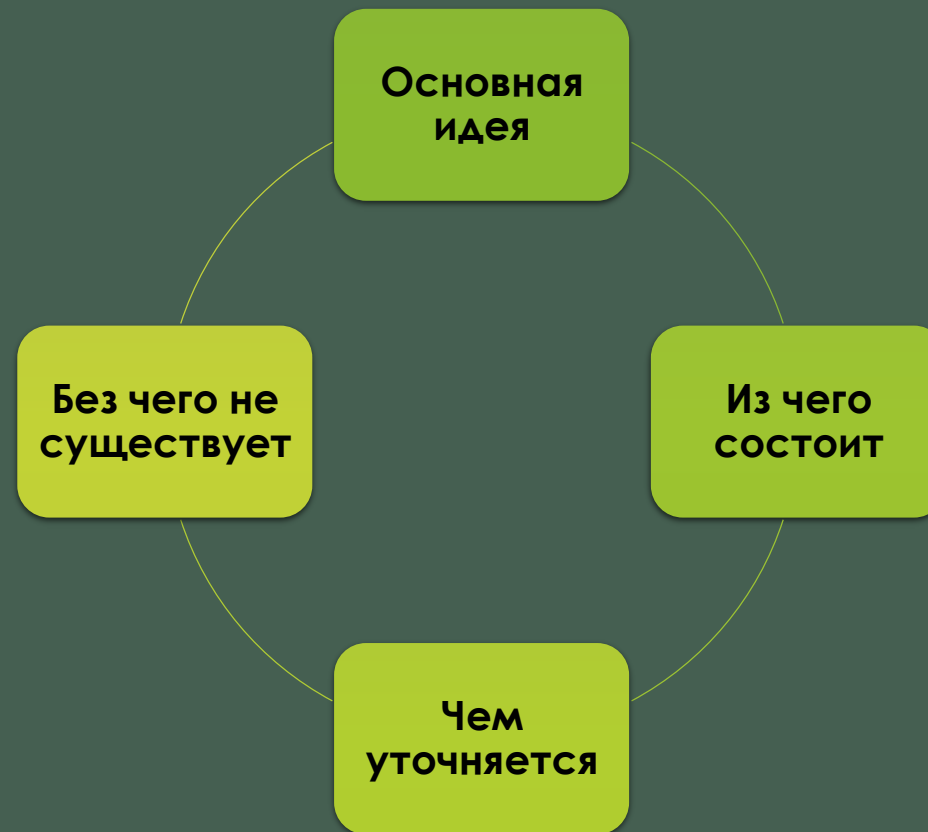 Основная
идея
Без чего не
существует
Из чего
состоит
Чем
уточняется